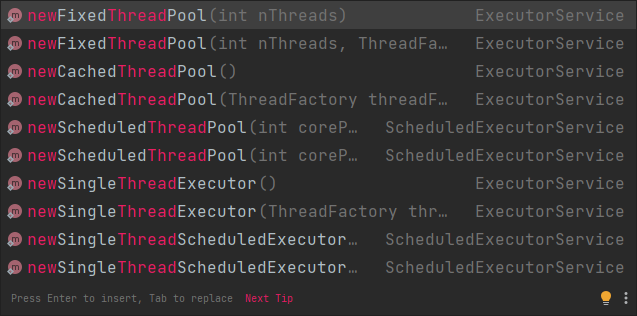 newFixedThreadPool(int nThreads) ExecutorService
newFixedThreadPool(int nThreads, ThreadFa… ExecutorService
newCachedThreadPool() ExecutorService
newCachedThreadPool(ThreadFactory threadF… ExecutorService
newScheduledThreadPool(int coreP… ScheduledExecutorService
newScheduledThreadPool(int coreP… ScheduledExecutorService
newSingleThreadExecutor() ExecutorService
newSingleThreadExecutor(ThreadFactory thr… ExecutorService
newSingleThreadScheduledExecutor… ScheduledExecutorService
newSingleThreadScheduledExecutor… ScheduledExecutorService
Press Enter to insert, Tab to replace Next Tip